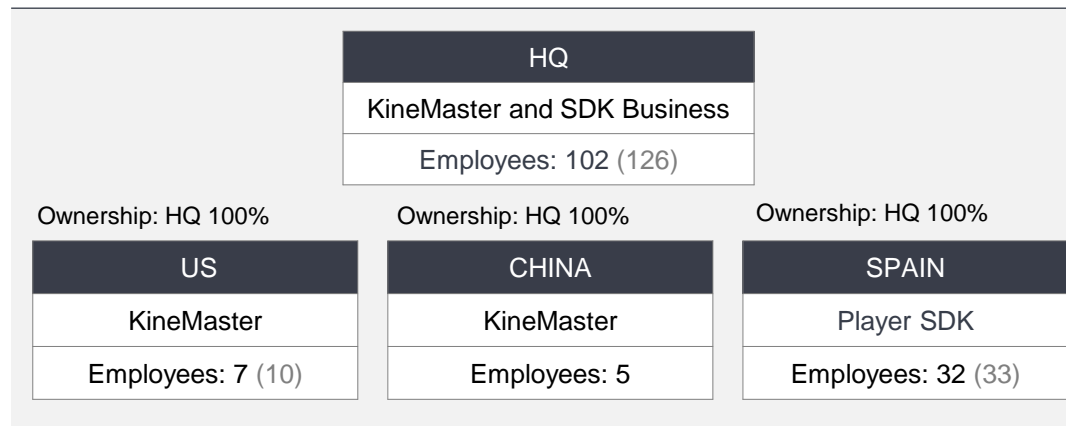 HQ
KineMaster and SDK Business
Employees: 102 (126)
Ownership: HQ 100%
US
KineMaster
Employees: 7 (10)
Ownership: HQ 100%
CHINA
KineMaster
Employees: 5
Ownership: HQ 100%
SPAIN
Player SDK
Employees: 32 (33)